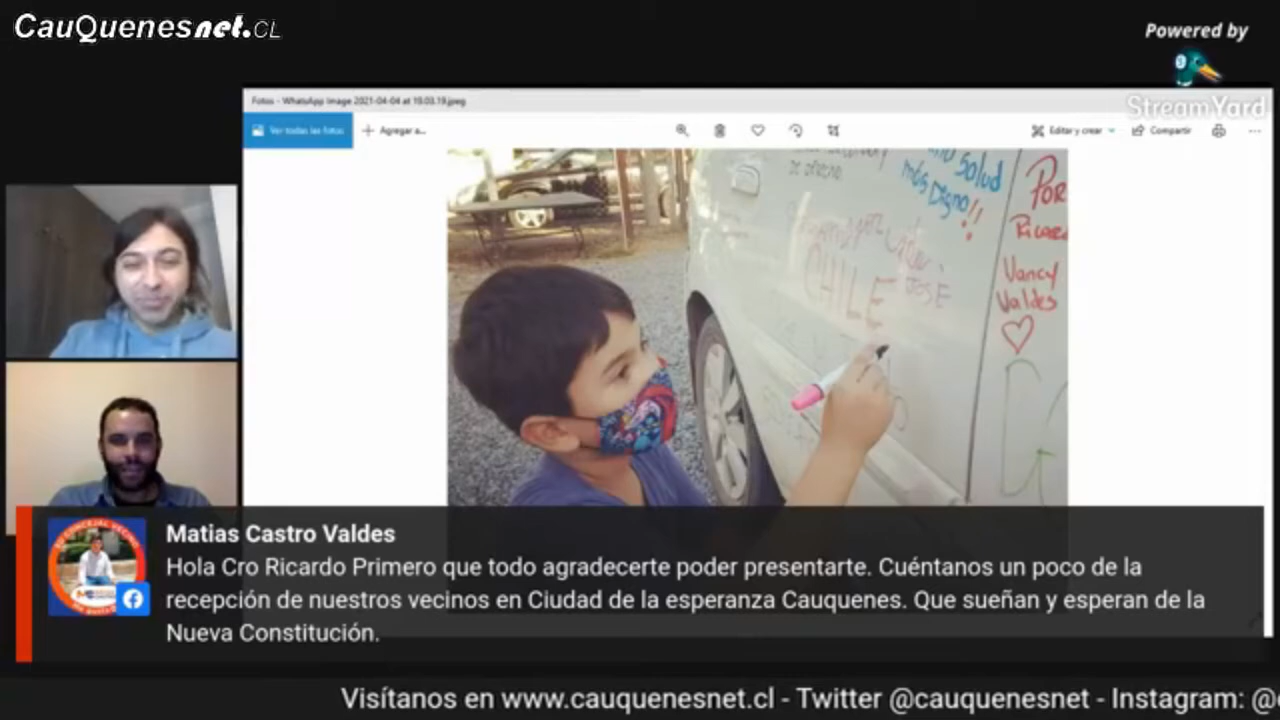 CauQuenesnet.CL
Powered by
StreamYard
Fotos - WhatsApp Image 2021-04-04 at 19.03.19.jpeg
Ver todas las fotos
Agregar a...
Editar y crear
Compartir
Salud
más Digno!!
POR
CHILE
JOSÉ
Vancy
Valdes
Matias Castro Valdes
Hola Cro Ricardo Primero que todo agradecerte poder presentarte. Cuéntanos un poco de la
recepción de nuestros vecinos en Ciudad de la esperanza Cauquenes. Que sueñan y esperan de la
Nueva Constitución.
Visítanos en www.cauquenesnet.cl - Twitter @cauquenesnet - Instagram: @